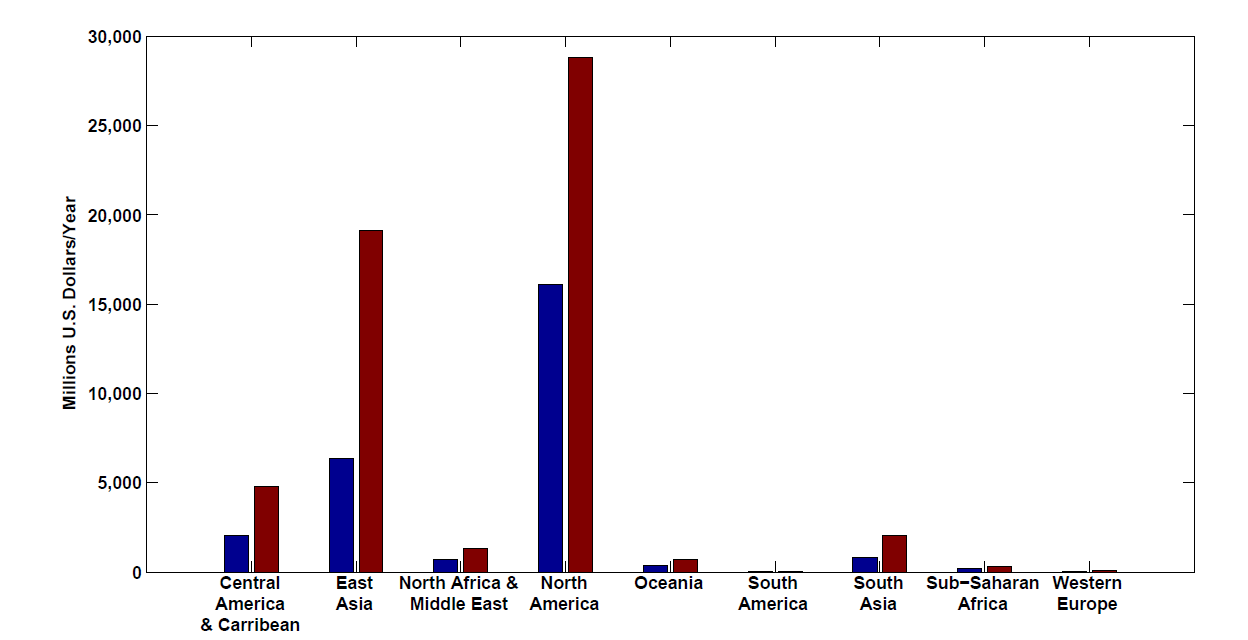 30,000
25,000
20,000
15,000
10,000
5,000
0
Millions U.S. Dollars/Year
Central
America
& Carribean
East
Asia
North Africa &
Middle East
North
America
Oceania
South
America
South
Asia
Sub−Saharan
Africa
Western
Europe